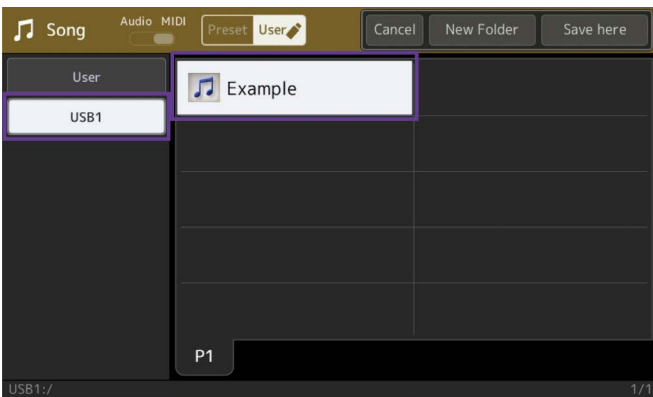 Song
Audio MIDI
Preset User
Cancel
New Folder
Save here
User
USB1
Example
P1
USB1:/
1/1